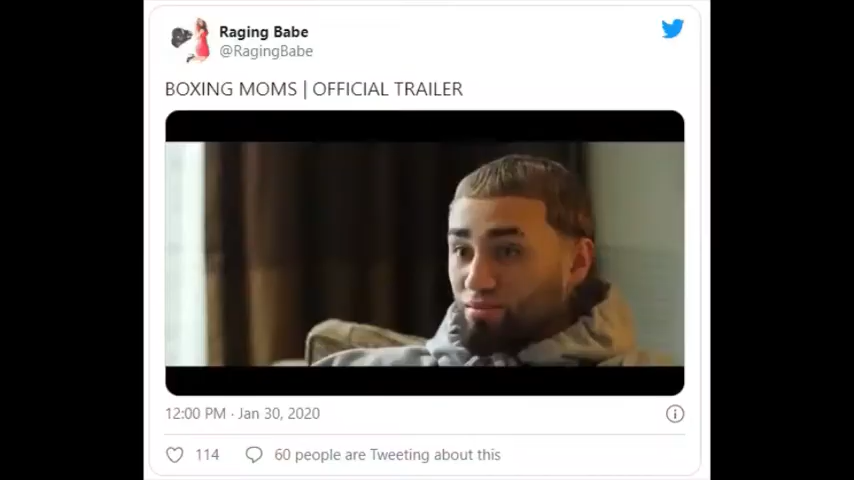 Raging Babe
@RagingBabe
BOXING MOMS | OFFICIAL TRAILER
12:00 PM · Jan 30, 2020
114
60 people are Tweeting about this